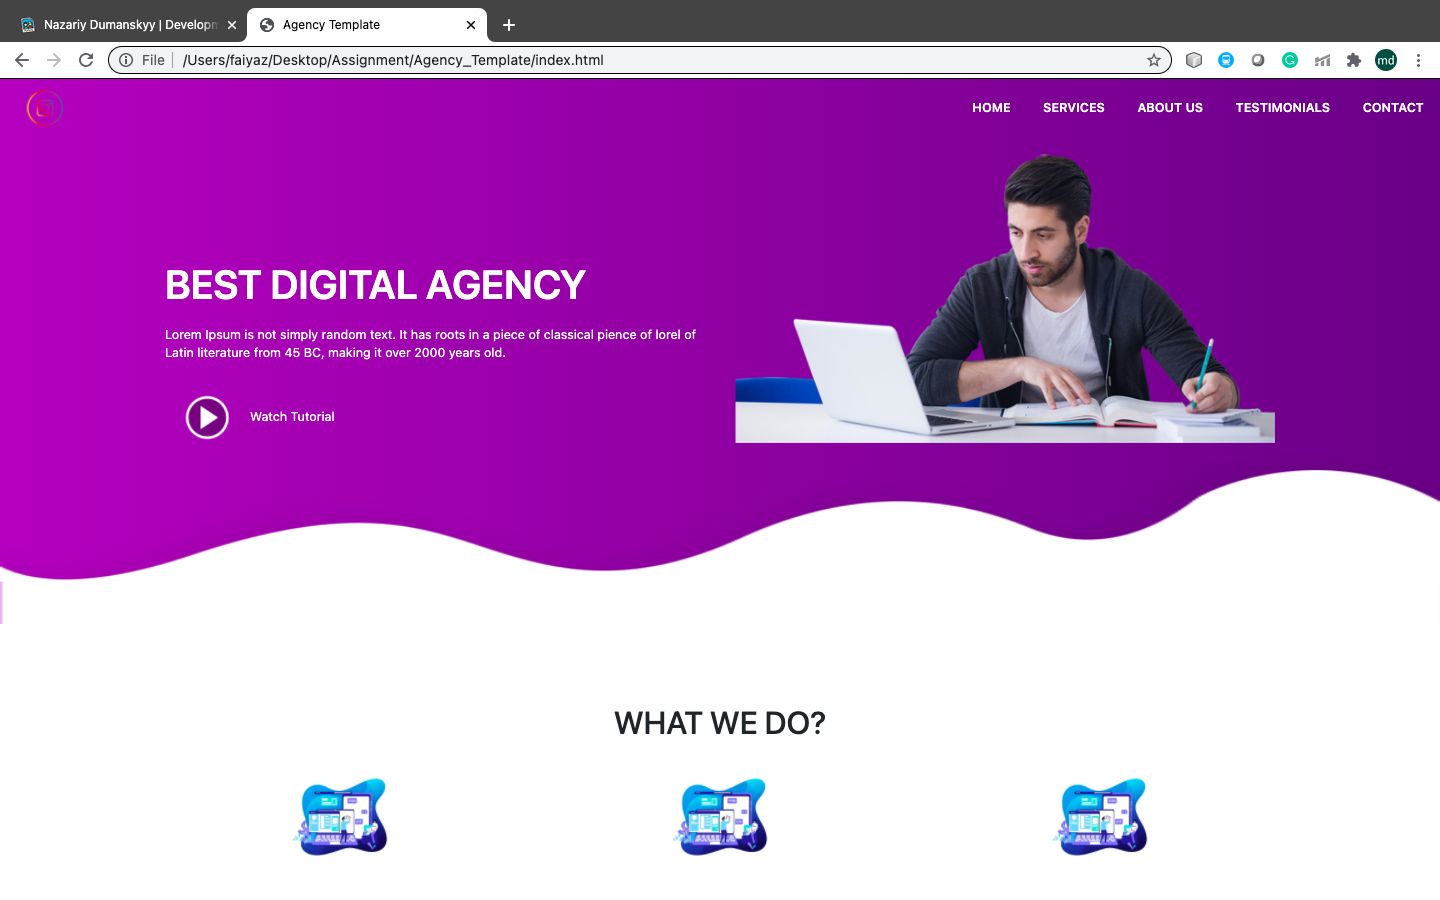 Nazariy Dumanskyy | Developm
Agency Template
File
/Users/faiyaz/Desktop/Assignment/Agency_Template/index.html
md
HOME
SERVICES
ABOUT US
TESTIMONIALS
CONTACT
BEST DIGITAL AGENCY
Lorem Ipsum is not simply random text. It has roots in a piece of classical pience of lorel of
Latin literature from 45 BC, making it over 2000 years old.
Watch Tutorial
WHAT WE DO?